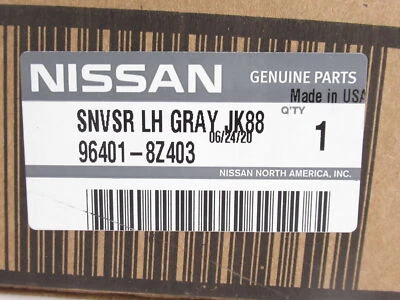 NISSAN
GENUINE PARTS
Made in USA
SNVSR LH GRAY JK88
Q'TY
06/24/20
1
96401-8Z403
NISSAN NORTH AMERICA, INC.